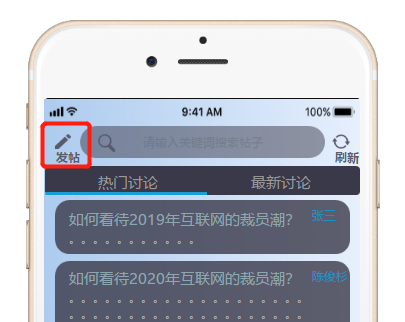 9:41 AM
100%
请输入关键词搜索帖子
发帖
刷新
热门讨论
最新讨论
如何看待2019年互联网的裁员潮?
张三
。。。。。。。。。。。
如何看待2020年互联网的裁员潮?
陈俊杉
。。。。。。。。。。。。。。。。。。。。
。。。。。。。。。。。。。。。。。。。。